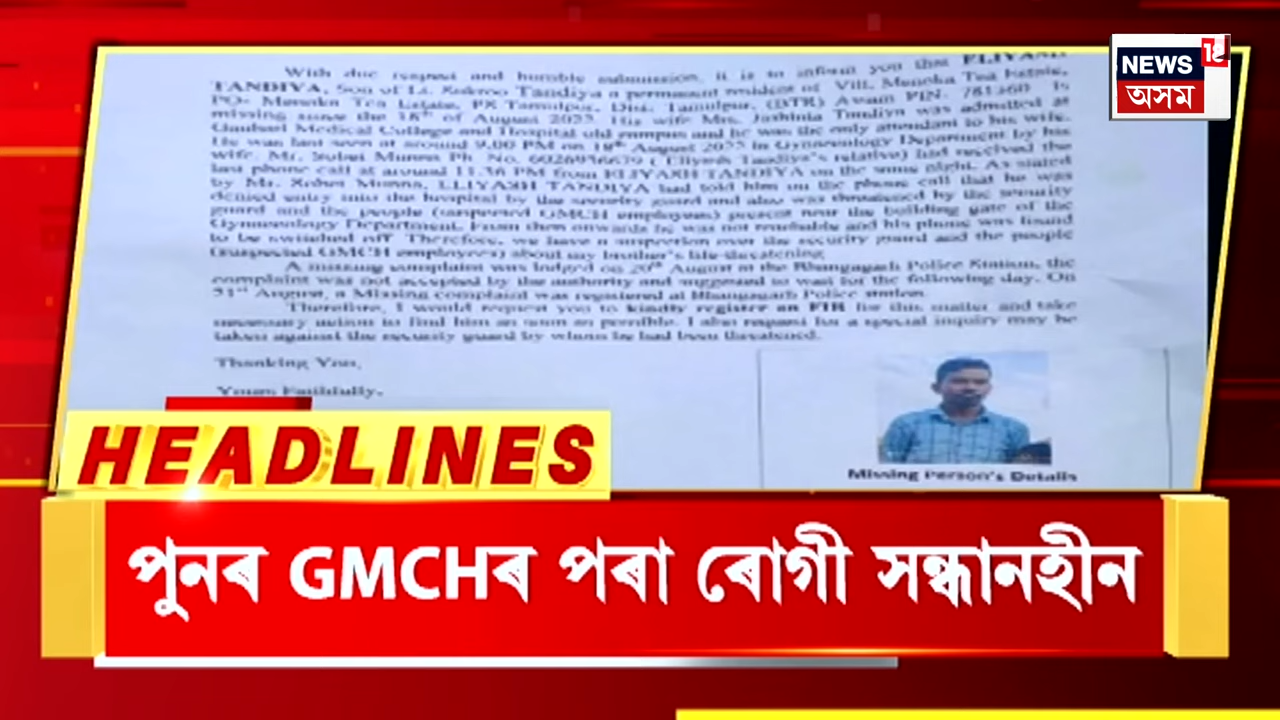 NEWS 18
অসম
With due respect and humble submission, it is to inform you that ELIYASH
TANDIYA, Son of Lt. Tandiya a permanent resident of Vill. Menoka Tea Estate,
PO- Menoka Tea Estate, PS Tamulpur, Dist. Tamulpur, (BTR) Assam PIN- 781360 Is
missing since the 18th of August 2022. His wife Mrs. Tandiya was admitted at
Gauhati Medical College and Hospital old campus and he was the only attendant to his wife.
He was last seen at around 9.00 PM on 18th August 2022 in Gynaecology Department by his
wife. Mr. Munna Ph. No. (Eliyash Tandiya's relative) had received the
last phone call at around 11.36 PM from ELIYASH TANDIYA on the same night. As stated
by Mr. Munna, ELIYASH TANDIYA had told him on the phone call that he was
denied entry into the hospital by the security guard and also was threatened by the security
guard and the people (suspected GMCH employees) present near the building gate of the
Gynaecology Department. From then onwards he was not reachable and his phone was found
to be switched off. Therefore, we have a suspection over the security guard and the people
(suspected GMCH employees) about my brother's life-threatening
A missing complaint was lodged on 20th August at the Bhangagarh Police Station, the
complaint was not accepted by the authority and suggested to wait for the following day. On
August, a Missing complaint was registered at Bhangagarh Police station.
Therefore, I would request you to kindly register an FIR for this matter and take
necessary action to find him as soon as possible. I also request for a special inquiry may be
taken against the security guard by whom he had been threatened.
Thanking You,
Yours Faithfully,
Missing Person's Details
HEADLINES
পুনৰ GMCHৰ পৰা ৰোগী সন্ধানহীন